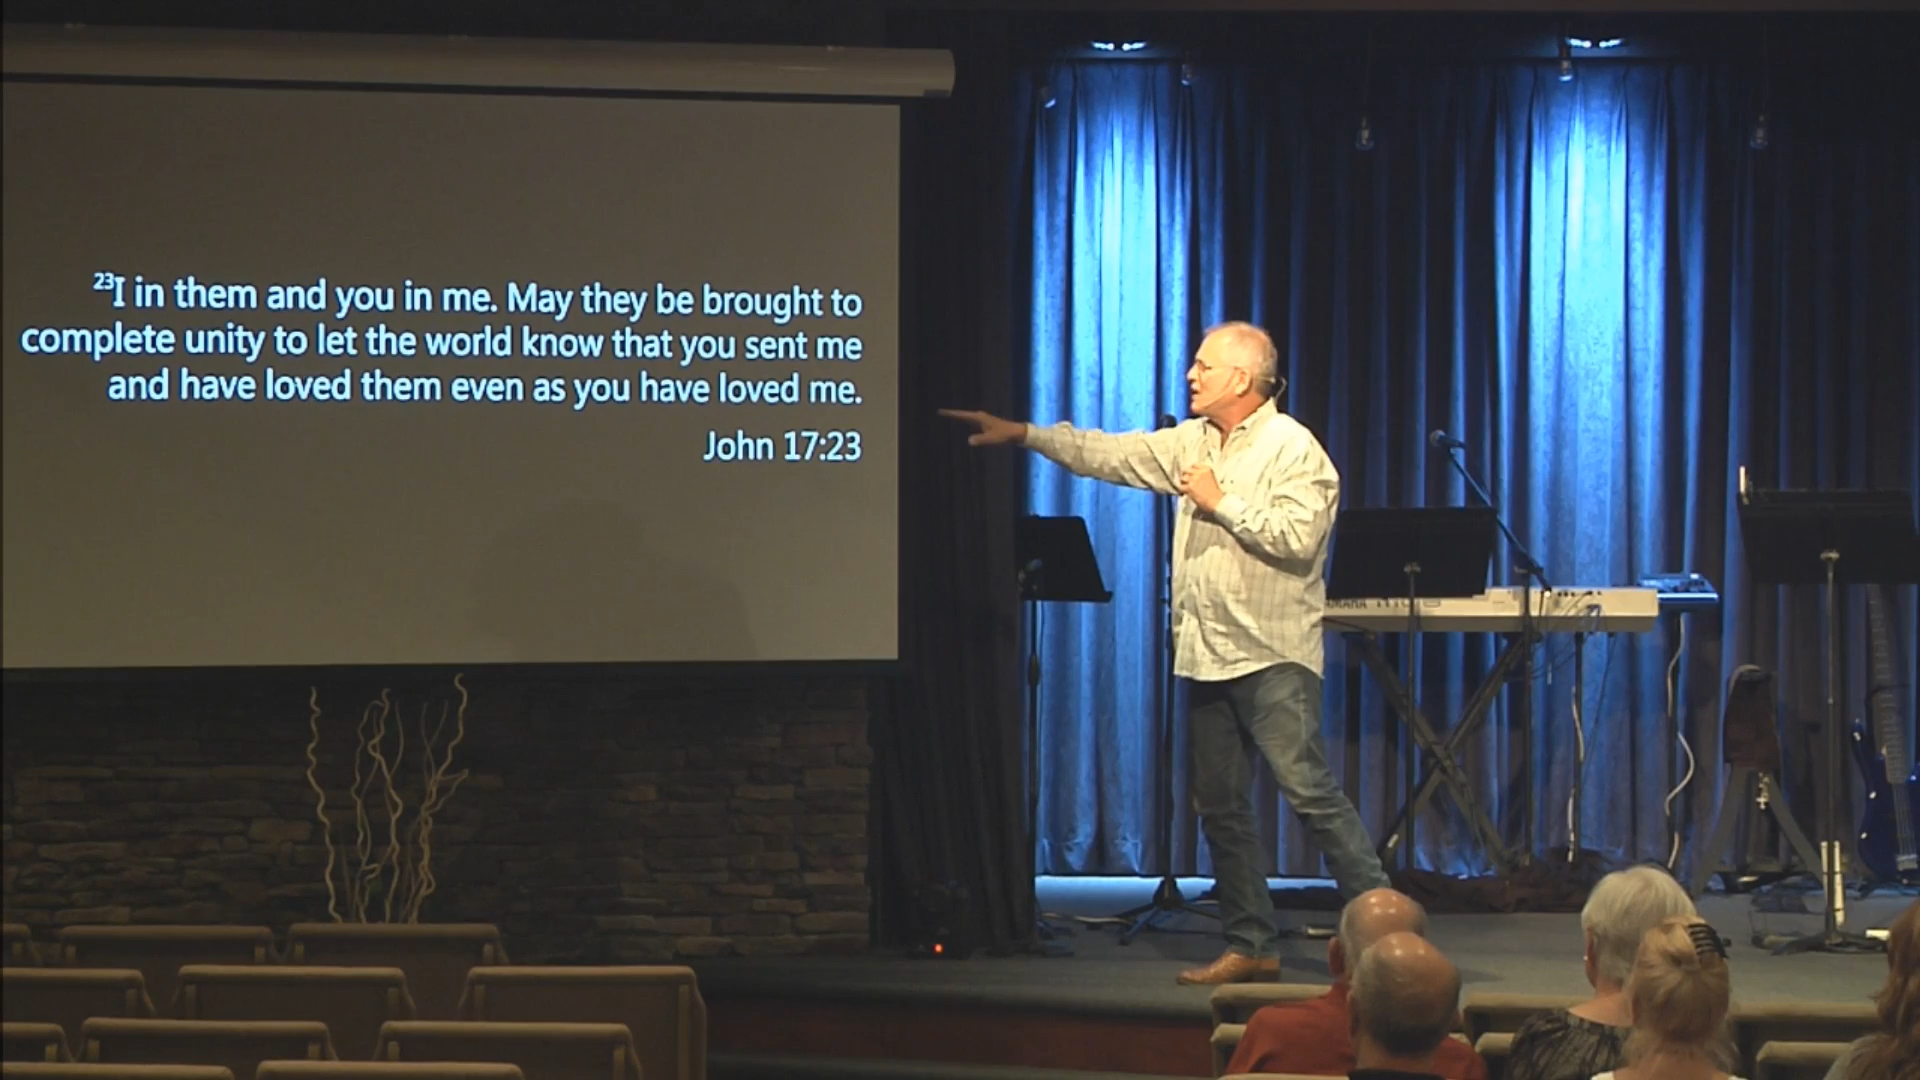 23I in them and you in me. May they be brought to
complete unity to let the world know that you sent me
and have loved them even as you have loved me.
John 17:23